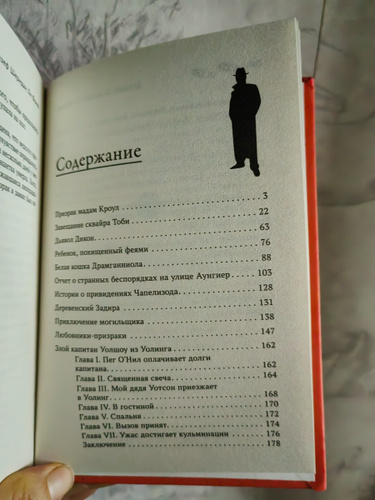 Содержание
Призрак мадам Кроул 3
Завещание сквайра Тоби 22
Дьявол Дикон 63
Ребенок, похищенный феями 76
Белая кошка Драмганниола 88
Отчет о странных беспорядках на улице Аунгиер 103
Истории о привидениях Чапелизода 128
Деревенский Задира 131
Приключение могильщика 138
Любовники-призраки 147
Злой капитан Уолшоу из Уолинга 162
Глава I. Пег О'Нил оплачивает долги
капитана 162
Глава II. Священная свеча 164
Глава III. Мой дядя Уотсон приезжает
в Уолинг 168
Глава IV. В гостиной 170
Глава V. Спальня 172
Глава VI. Вызов принят 174
Глава VII. Ужас достигает кульминации 176
Заключение 178